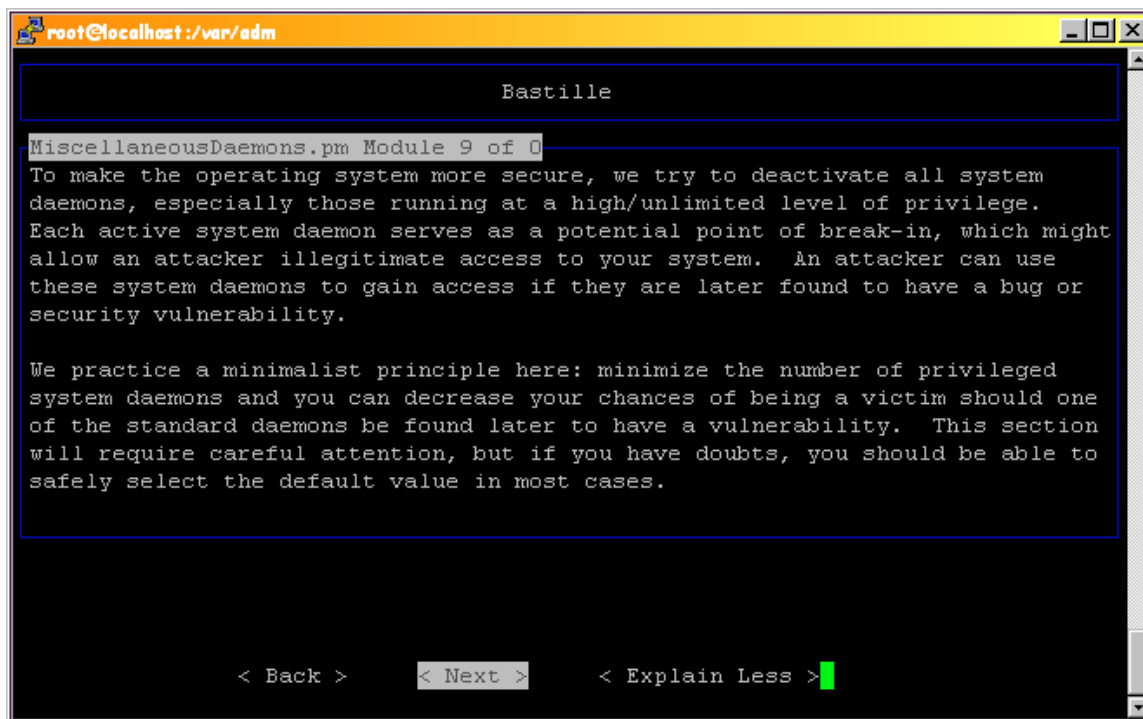 root@localhost:/var/adm
Bastille
MiscellaneousDaemons.pm Module 9 of 0
To make the operating system more secure, we try to deactivate all system
daemons, especially those running at a high/unlimited level of privilege.
Each active system daemon serves as a potential point of break-in, which might
allow an attacker illegitimate access to your system.  An attacker can use
these system daemons to gain access if they are later found to have a bug or
security vulnerability.
We practice a minimalist principle here: minimize the number of privileged
system daemons and you can decrease your chances of being a victim should one
of the standard daemons be found later to have a vulnerability.  This section
will require careful attention, but if you have doubts, you should be able to
safely select the default value in most cases.
< Back > < Next > < Explain Less >